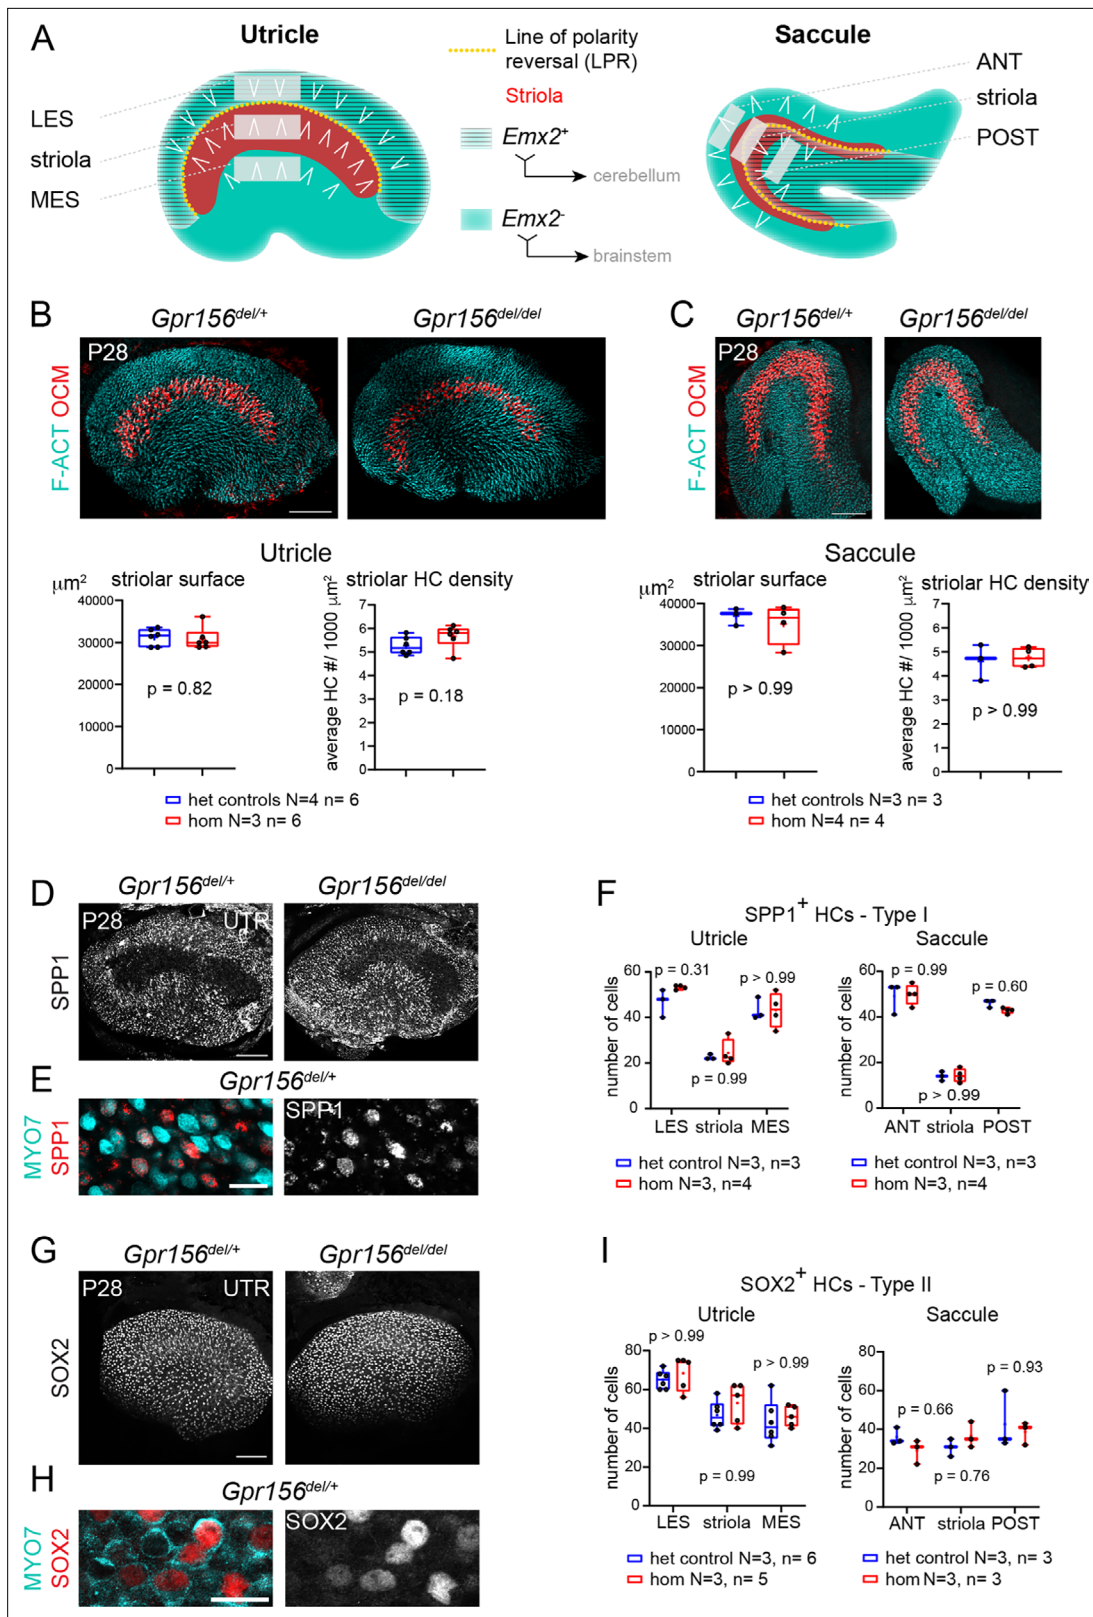 A
Utricle
Line of polarity
reversal (LPR)
Saccule
Striola
LES
striola
MES
Emx2+
cerebellum
Emx2-
brainstem
ANT
striola
POST
B
Gpr156del/+
Gpr156del/del
P28
F-ACT OCM
C
Gpr156del/+
Gpr156del/del
P28
F-ACT OCM
Utricle
μm2
striolar surface
40000
30000
20000
10000
0
p = 0.82
striolar HC density
average HC #/ 1000 μm2
7
6
5
4
3
2
1
0
p = 0.18
het controls N=4 n= 6
hom N=3 n= 6
Saccule
μm2
striolar surface
40000
30000
20000
10000
0
p > 0.99
striolar HC density
average HC #/ 1000 μm2
7
6
5
4
3
2
1
0
p > 0.99
het controls N=3 n= 3
hom N=4 n= 4
D
Gpr156del/+
Gpr156del/del
P28
UTR
SPP1
E
Gpr156del/+
MYO7
SPP1
SPP1
F
SPP1+ HCs - Type I
Utricle
number of cells
60
40
20
0
p = 0.31
p > 0.99
p = 0.99
LES striola MES
het control N=3, n=3
hom N=3, n=4
Saccule
number of cells
60
40
20
0
p = 0.99
p = 0.60
p > 0.99
ANT striola POST
het control N=3, n=3
hom N=3, n=4
G
Gpr156del/+
Gpr156del/del
P28
UTR
SOX2
H
Gpr156del/+
MYO7
SOX2
SOX2
I
SOX2+ HCs - Type II
Utricle
number of cells
80
60
40
20
0
p > 0.99
p > 0.99
p = 0.99
LES striola MES
het control N=3, n= 6
hom N=3, n= 5
Saccule
number of cells
80
60
40
20
0
p = 0.93
p = 0.66
p = 0.76
ANT striola POST
het control N=3, n= 3
hom N=3, n= 3